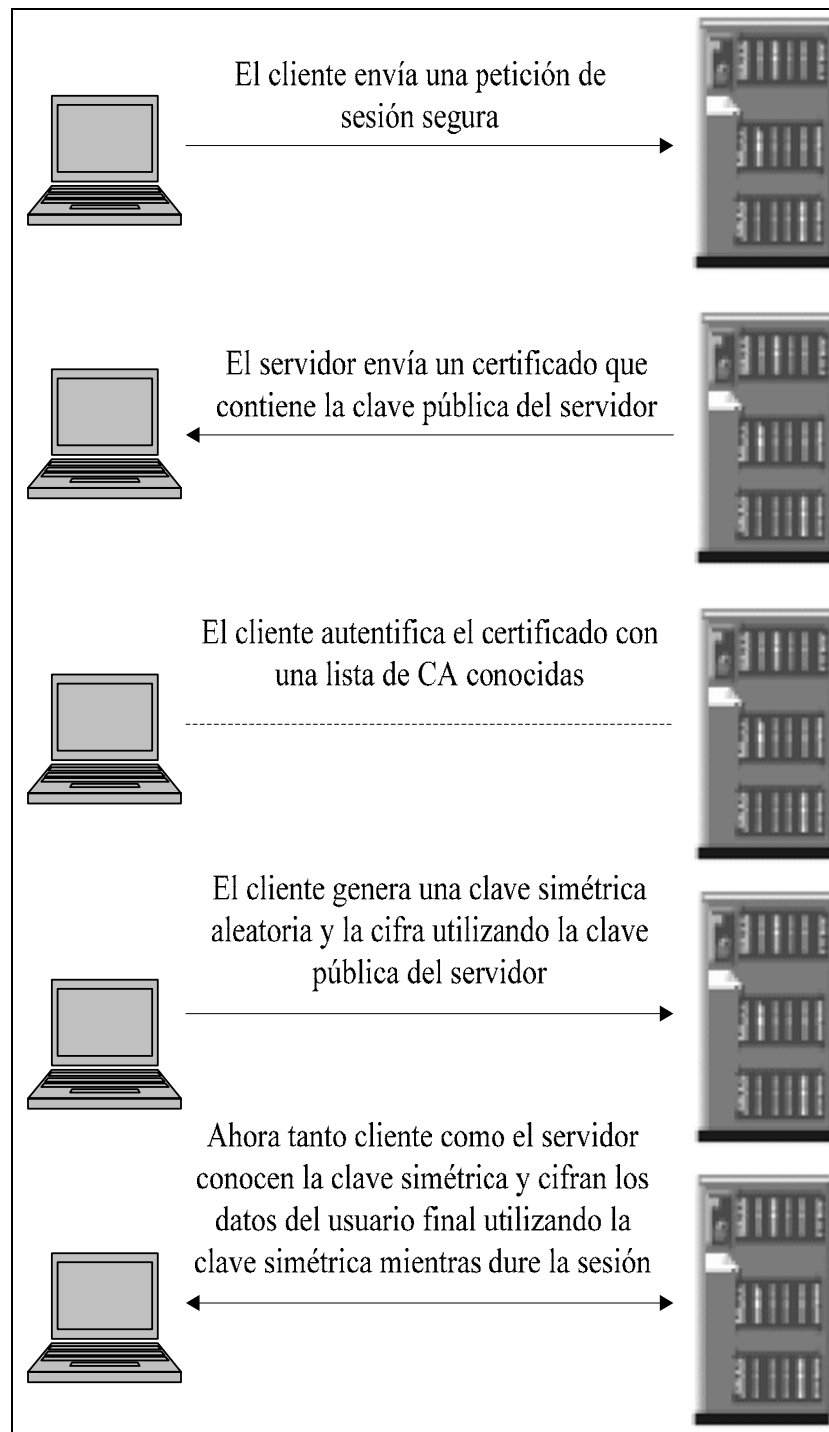 El cliente envía una petición de
sesión segura
El servidor envía un certificado que
contiene la clave pública del servidor
El cliente autentifica el certificado con
una lista de CA conocidas
El cliente genera una clave simétrica
aleatoria y la cifra utilizando la clave
pública del servidor
Ahora tanto cliente como el servidor
conocen la clave simétrica y cifran los
datos del usuario final utilizando la
clave simétrica mientras dure la sesión